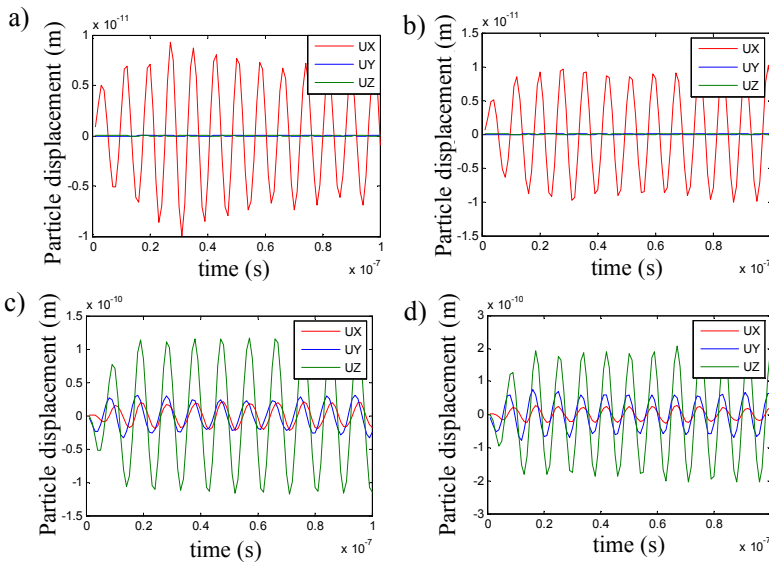 a)
x 10^-11
1
0.5
0
-0.5
-1
0 0.2 0.4 0.6 0.8 1
x 10^-7
Particle displacement (m)
time (s)
UX
UY
UZ
b)
x 10^-11
1.5
1
0.5
0
-0.5
-1
-1.5
0 0.2 0.4 0.6 0.8
x 10^-7
Particle displacement (m)
time (s)
UX
UY
UZ
c)
x 10^-10
1.5
1
0.5
0
-0.5
-1
-1.5
0 0.2 0.4 0.6 0.8 1
x 10^-7
Particle displacement (m)
time (s)
UX
UY
UZ
d)
x 10^-10
3
2
1
0
-1
-2
-3
0 0.2 0.4 0.6 0.8
x 10^-7
Particle displacement (m)
time (s)
UX
UY
UZ